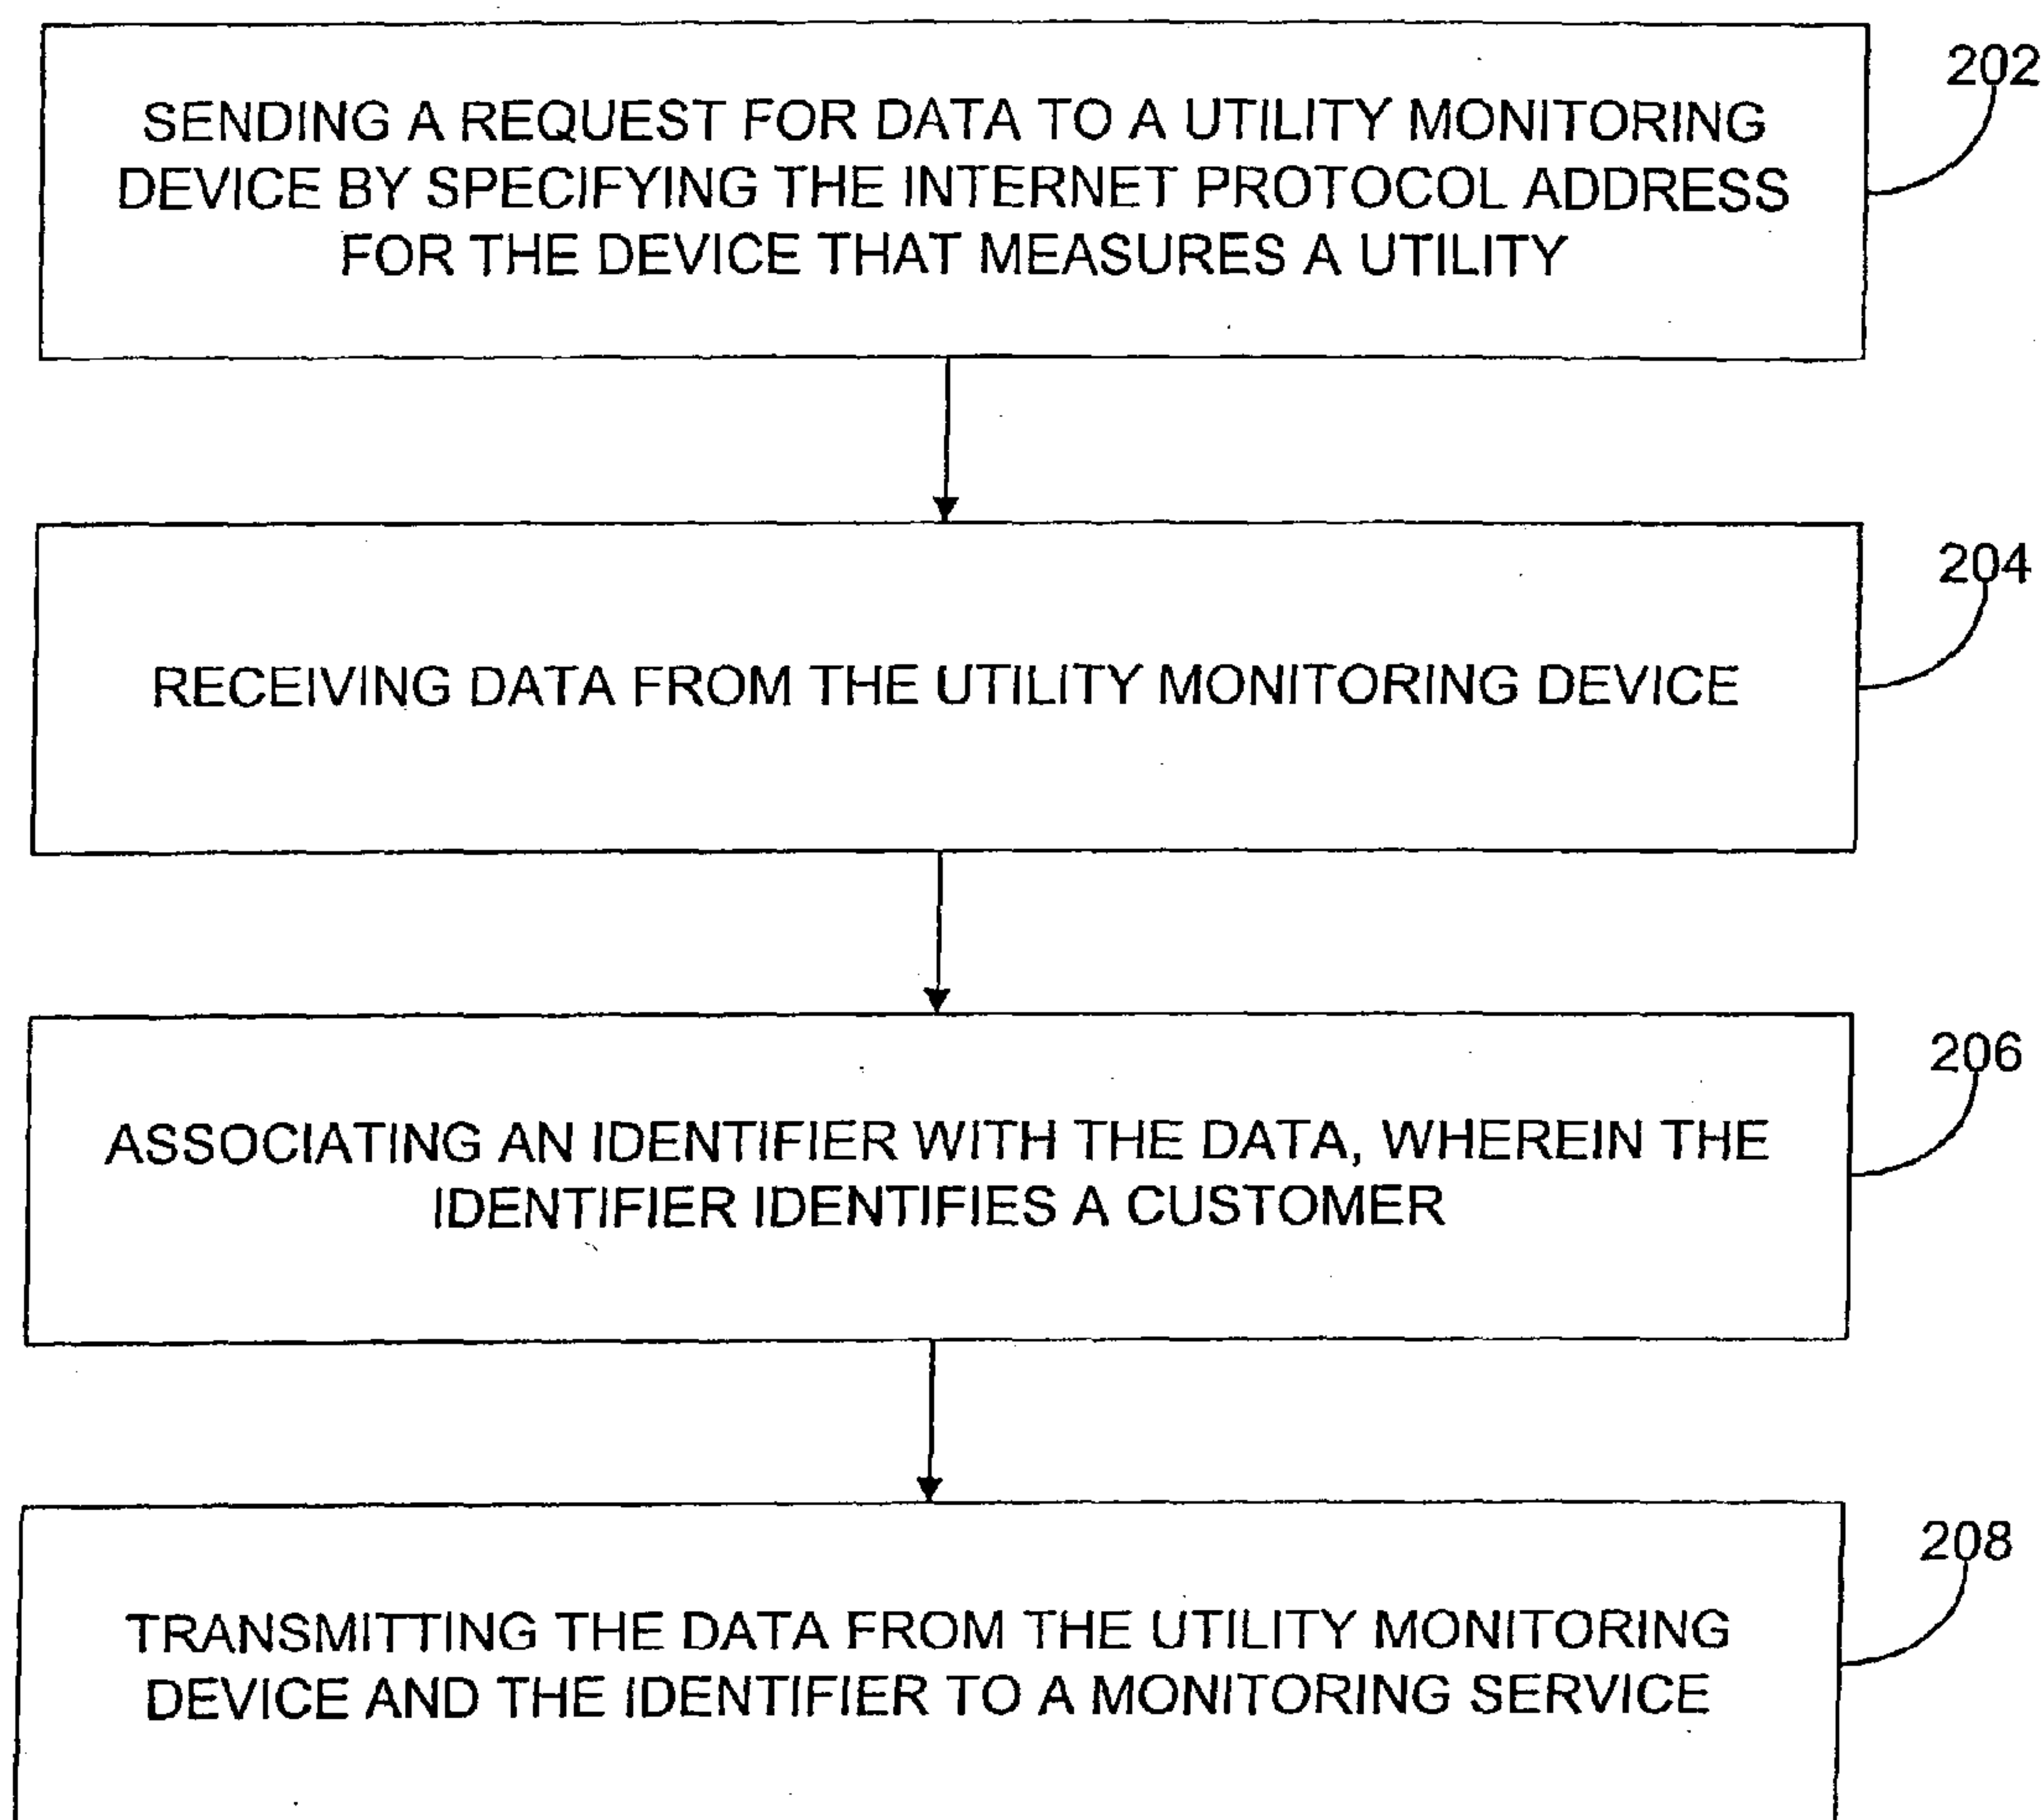 202
SENDING A REQUEST FOR DATA TO A UTILITY MONITORING
DEVICE BY SPECIFYING THE INTERNET PROTOCOL ADDRESS
FOR THE DEVICE THAT MEASURES A UTILITY
204
RECEIVING DATA FROM THE UTILITY MONITORING DEVICE
206
ASSOCIATING AN IDENTIFIER WITH THE DATA, WHEREIN THE
IDENTIFIER IDENTIFIES A CUSTOMER
208
TRANSMITTING THE DATA FROM THE UTILITY MONITORING
DEVICE AND THE IDENTIFIER TO A MONITORING SERVICE